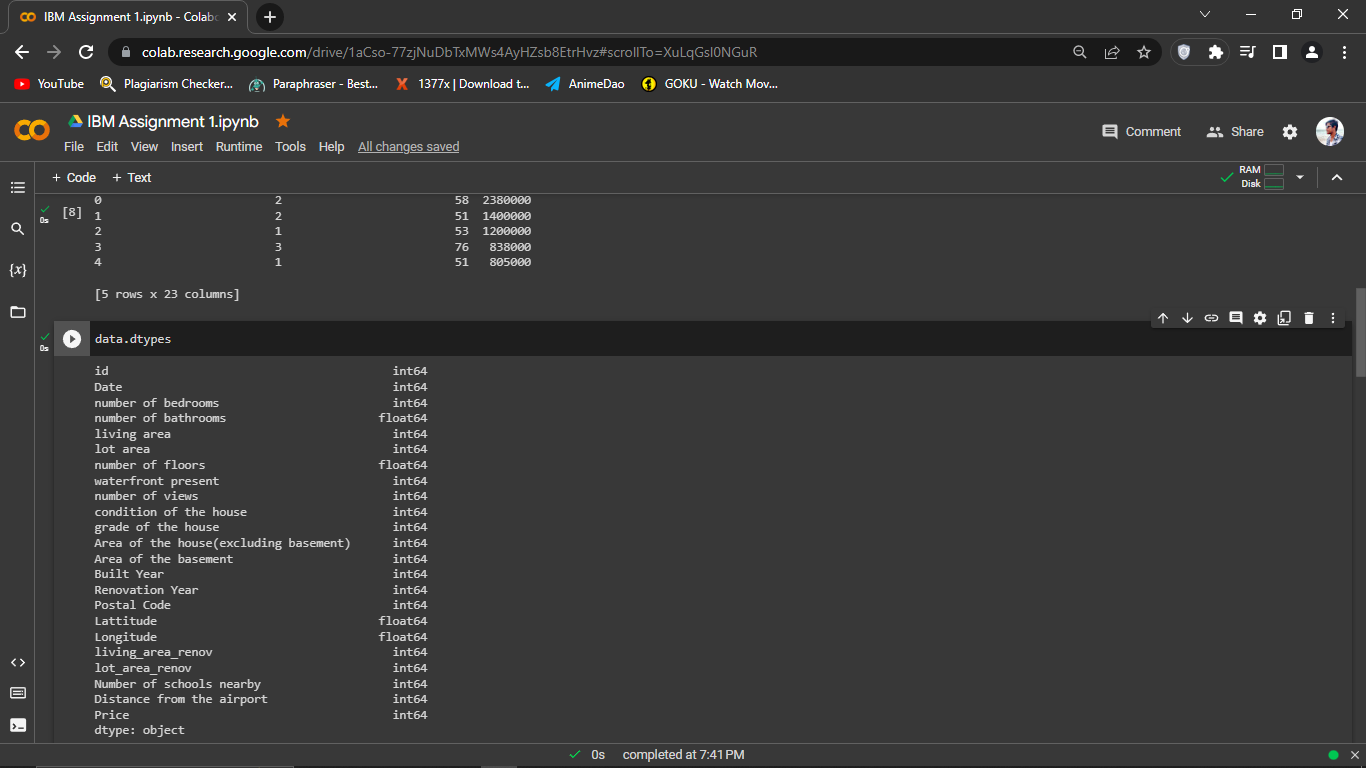 IBM Assignment 1.ipynb - Colab
colab.research.google.com/drive/1aCso-77zjNuDbTxMWs4AyHZsb8EtrHvz#scrollTo=XuLqGsI0NGuR
YouTube Plagiarism Checker... Paraphraser - Best... 1377x | Download t... AnimeDao GOKU - Watch Mov...
IBM Assignment 1.ipynb
Comment Share
File Edit View Insert Runtime Tools Help All changes saved
+ Code + Text
RAM
Disk
0 2 58 2380000
0s [8] 1 2 51 1400000
2 1 53 1200000
3 3 76 838000
4 1 51 805000
[5 rows x 23 columns]
0s data.dtypes
id int64
Date int64
number of bedrooms int64
number of bathrooms float64
living area int64
lot area int64
number of floors float64
waterfront present int64
number of views int64
condition of the house int64
grade of the house int64
Area of the house(excluding basement) int64
Area of the basement int64
Built Year int64
Renovation Year int64
Postal Code int64
Lattitude float64
Longitude float64
living_area_renov int64
lot_area_renov int64
Number of schools nearby int64
Distance from the airport int64
Price int64
dtype: object
0s completed at 7:41 PM